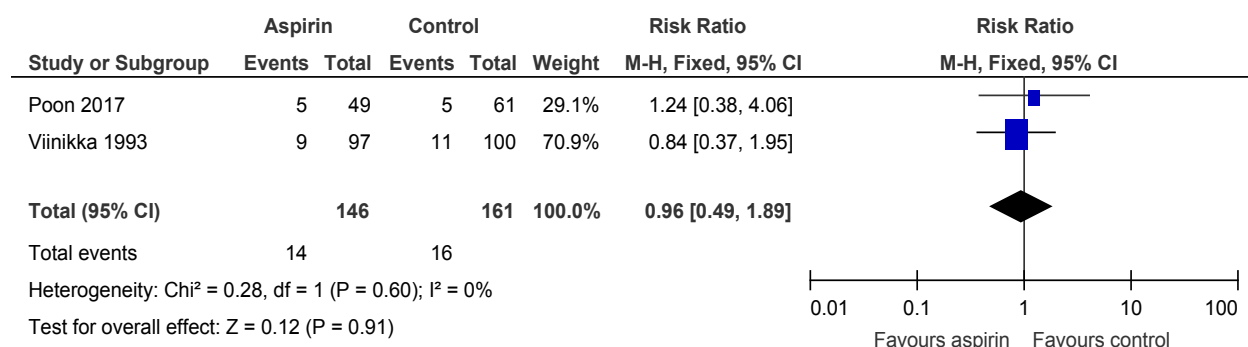 Aspirin Control Risk Ratio Risk Ratio
Study or Subgroup Events Total Events Total Weight M-H, Fixed, 95% CI M-H, Fixed, 95% CI
Poon 2017 5 49 5 61 29.1% 1.24 [0.38, 4.06]
Viinikka 1993 9 97 11 100 70.9% 0.84 [0.37, 1.95]
Total (95% CI) 146 161 100.0% 0.96 [0.49, 1.89]
Total events 14 16
Heterogeneity: Chi² = 0.28, df = 1 (P = 0.60); I² = 0%
Test for overall effect: Z = 0.12 (P = 0.91)
0.01 0.1 1 10 100
Favours aspirin Favours control